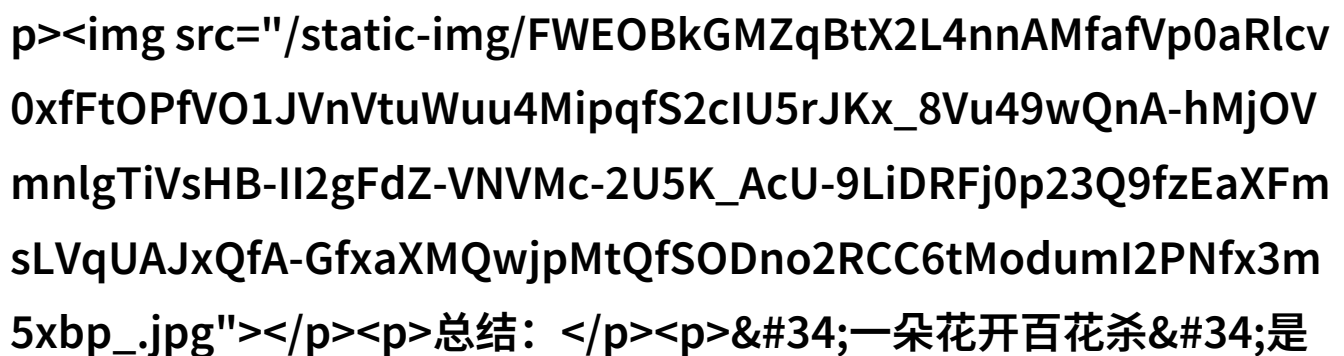 p><img src="/static-img/FWEOBkGMZqBtX2L4nnAMfafVp0aRlcv
0xfFtOPfVO1JVnVtuWuu4MipqfS2cIU5rJKx_8Vu49wQnA-hMjOV
mnlgTiVsHB-II2gFdZ-VNVMc-2U5K_AcU-9LiDRFj0p23Q9fzEaXFm
sLVqUAJxQfA-GfxaXMQwjpMtQfSODno2RCC6tModumI2PNfx3m
5xbp_.jpg"></p><p>总结：</p><p>&#34;一朵花开百花杀&#34;是